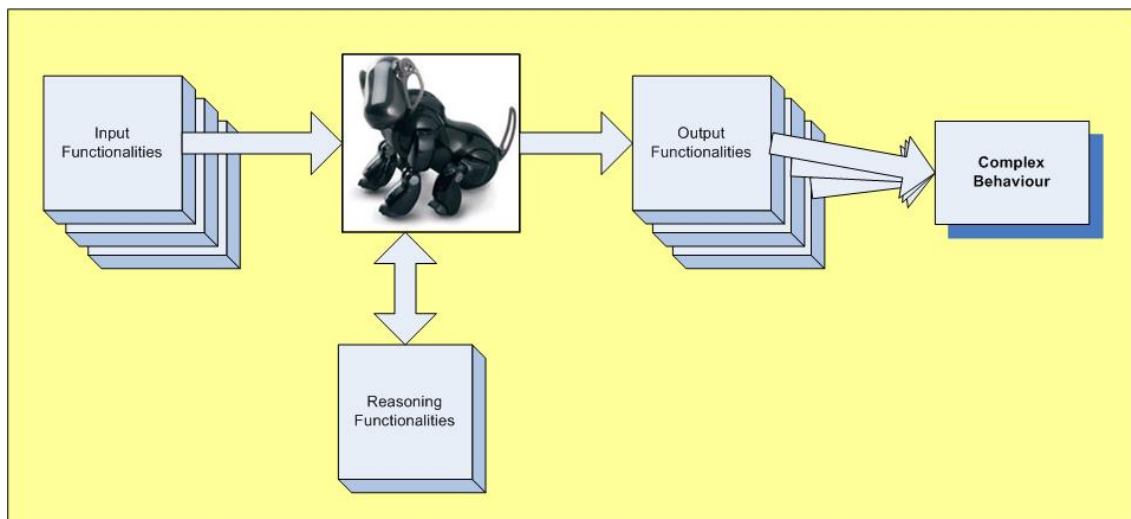 Input
Functionalities
Output
Functionalities
Complex
Behaviour
Reasoning
Functionalities